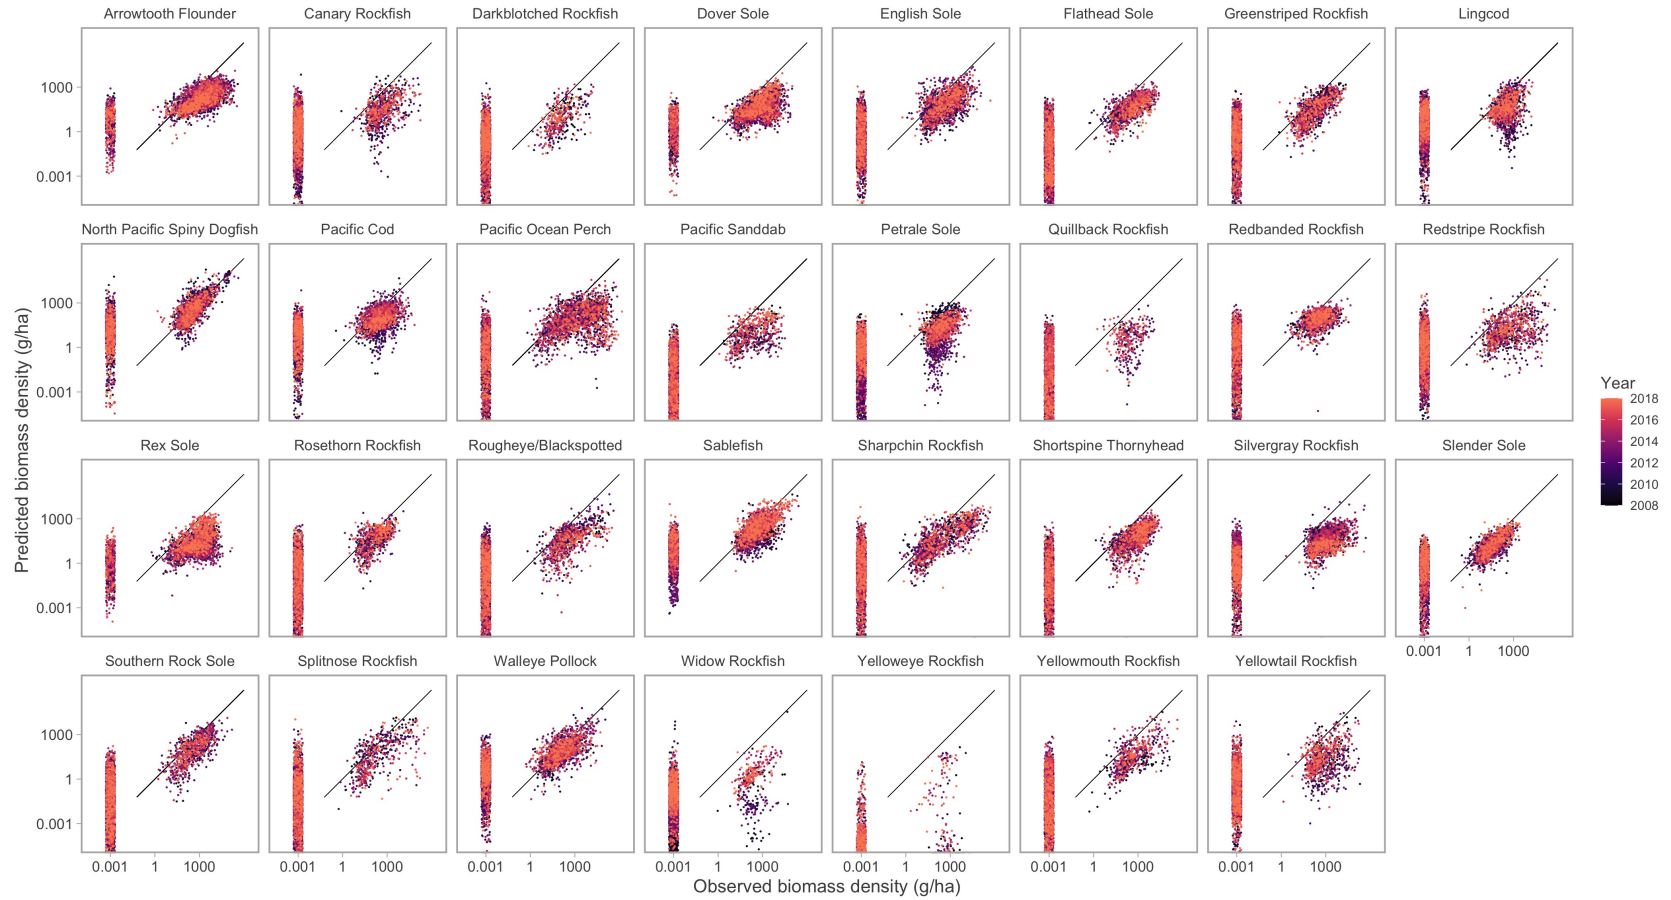 Arrowtooth Flounder
Canary Rockfish
Darkblotched Rockfish
Dover Sole
English Sole
Flathead Sole
Greenstriped Rockfish
Lingcod
1000
1
0.001
North Pacific Spiny Dogfish
Pacific Cod
Pacific Ocean Perch
Pacific Sanddab
Petrale Sole
Quillback Rockfish
Redbanded Rockfish
Redstripe Rockfish
1000
1
0.001
Predicted biomass density (g/ha)
Year
2018
2016
2014
2012
2010
2008
Rex Sole
Rosethorn Rockfish
Rougheye/Blackspotted
Sablefish
Sharpchin Rockfish
Shortspine Thornyhead
Silvergray Rockfish
Slender Sole
1000
1
0.001
0.001 1 1000
Southern Rock Sole
Splitnose Rockfish
Walleye Pollock
Widow Rockfish
Yelloweye Rockfish
Yellowmouth Rockfish
Yellowtail Rockfish
1000
1
0.001
0.001 1 1000
0.001 1 1000
0.001 1 1000
0.001 1 1000
0.001 1 1000
0.001 1 1000
0.001 1 1000
Observed biomass density (g/ha)